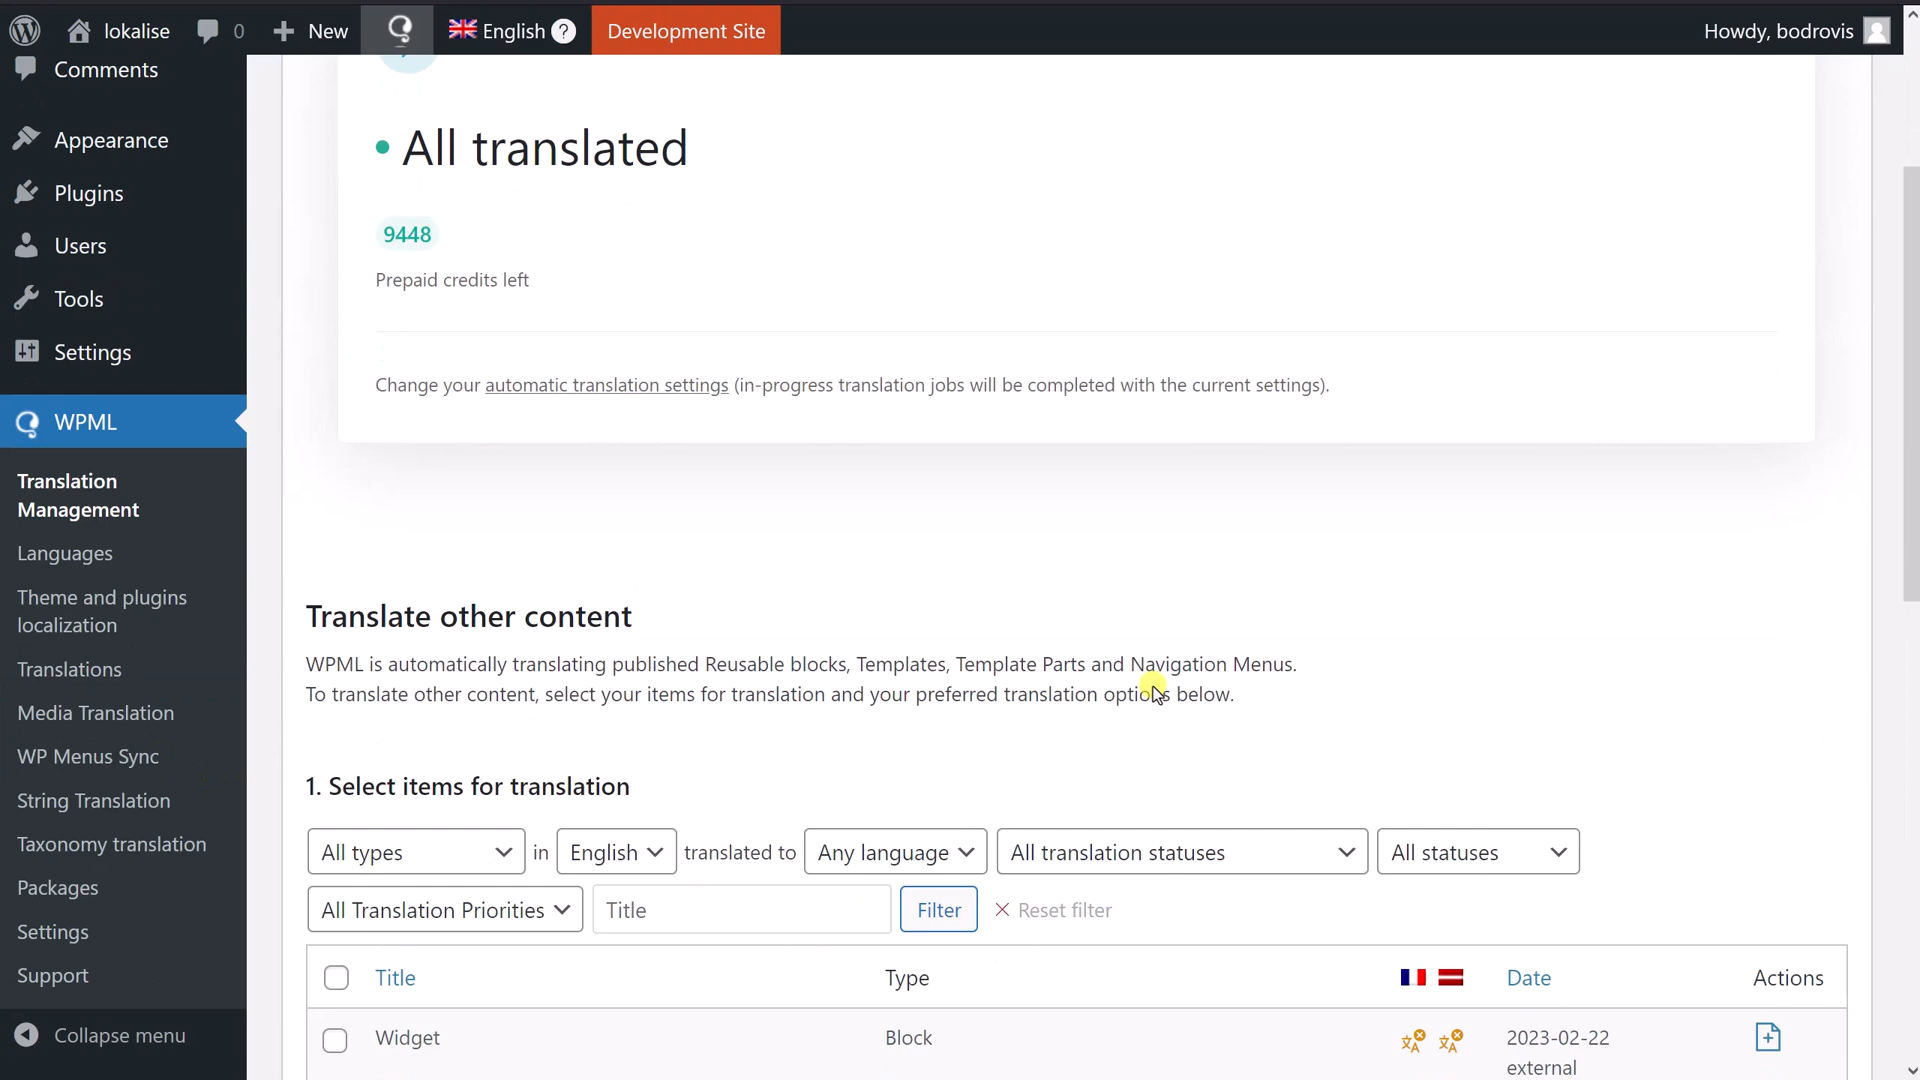 lokalise
0
New
English ?
Development Site
Howdy, bodrovis
Comments
Appearance
Plugins
Users
Tools
Settings
WPML
Translation
Management
Languages
Theme and plugins
localization
Translations
Media Translation
WP Menus Sync
String Translation
Taxonomy translation
Packages
Settings
Support
Collapse menu
• All translated
9448
Prepaid credits left
Change your automatic translation settings (in-progress translation jobs will be completed with the current settings).
Translate other content
WPML is automatically translating published Reusable blocks, Templates, Template Parts and Navigation Menus.
To translate other content, select your items for translation and your preferred translation options below.
1. Select items for translation
All types in English translated to Any language All translation statuses All statuses
All Translation Priorities Title Filter Reset filter
Title Type Date Actions
Widget Block 2023-02-22
external